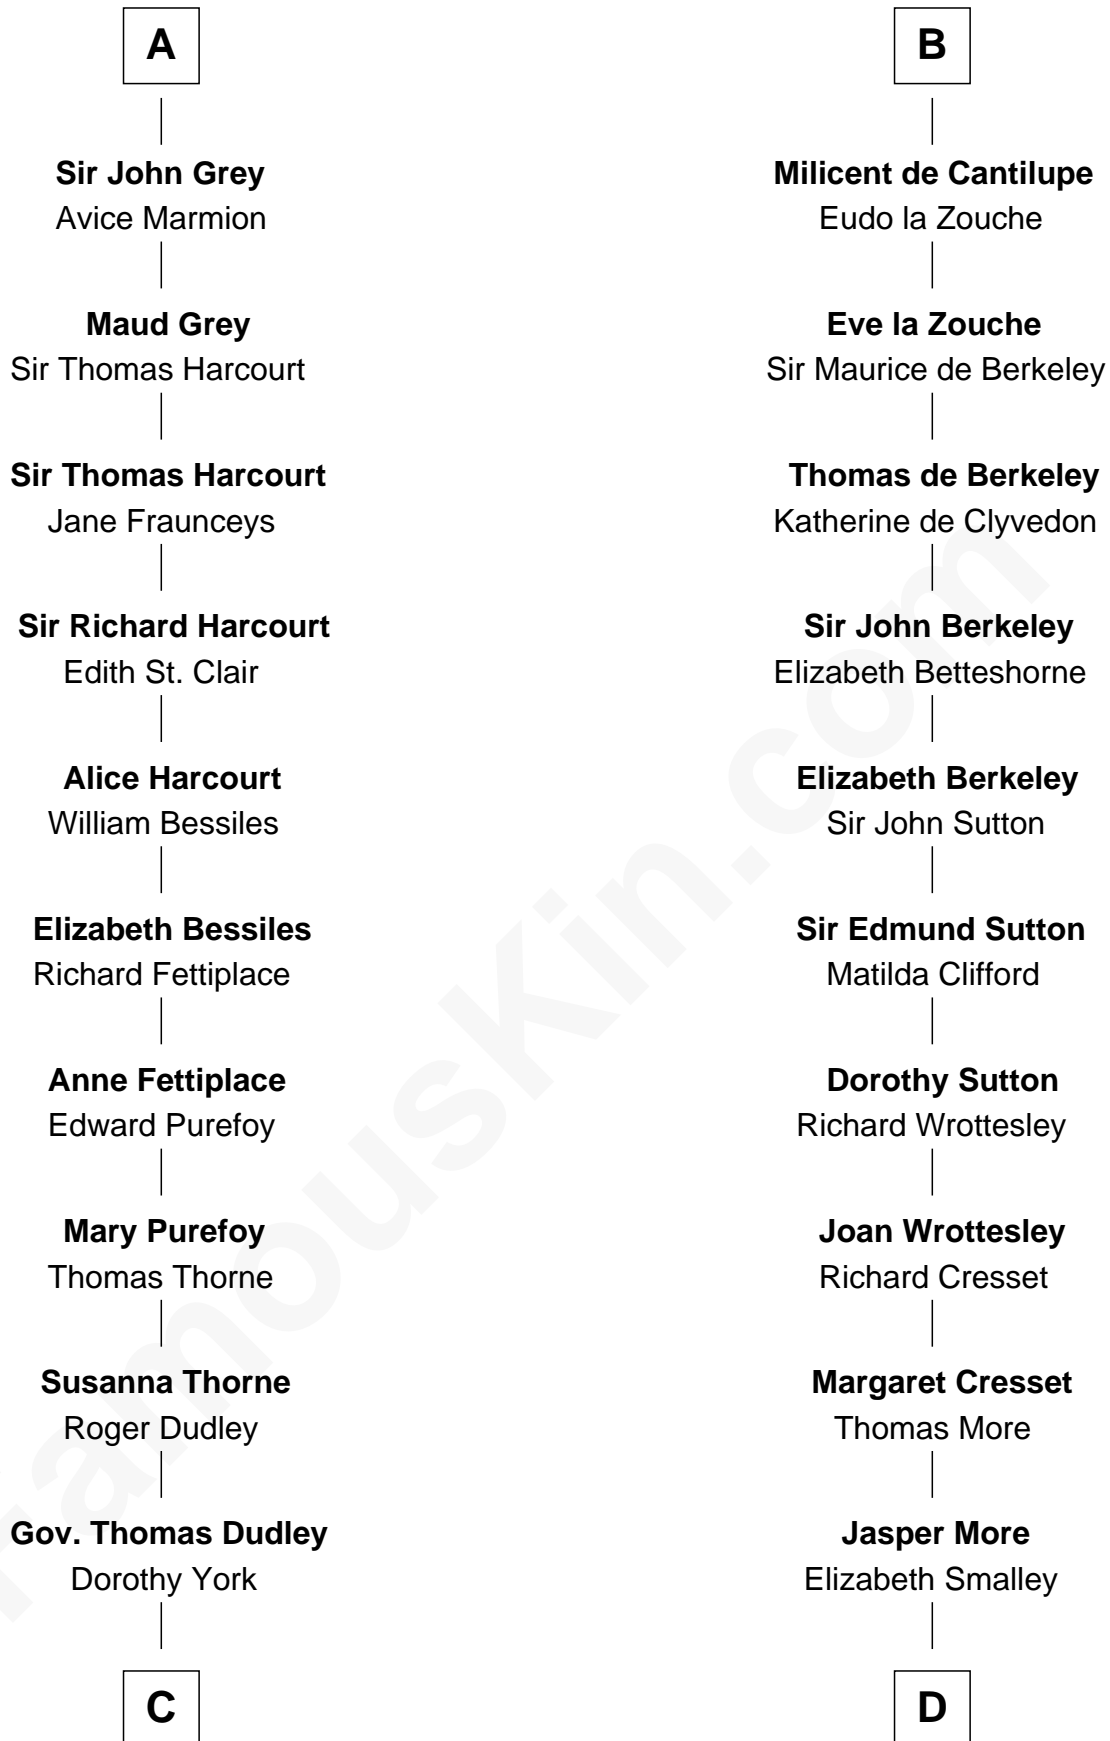 A
Sir John Grey
Avice Marmion
Maud Grey
Sir Thomas Harcourt
Sir Thomas Harcourt
Jane Fraunceys
Sir Richard Harcourt
Edith St. Clair
Alice Harcourt
William Bessiles
Elizabeth Bessiles
Richard Fettiplace
Anne Fettiplace
Edward Purefoy
Mary Purefoy
Thomas Thorne
Susanna Thorne
Roger Dudley
Gov. Thomas Dudley
Dorothy York
C
B
Milicent de Cantilupe
Eudo la Zouche
Eve la Zouche
Sir Maurice de Berkeley
Thomas de Berkeley
Katherine de Clyvedon
Sir John Berkeley
Elizabeth Betteshorne
Elizabeth Berkeley
Sir John Sutton
Sir Edmund Sutton
Matilda Clifford
Dorothy Sutton
Richard Wrottesley
Joan Wrottesley
Richard Cresset
Margaret Cresset
Thomas More
Jasper More
Elizabeth Smalley
D
FamousKin.com